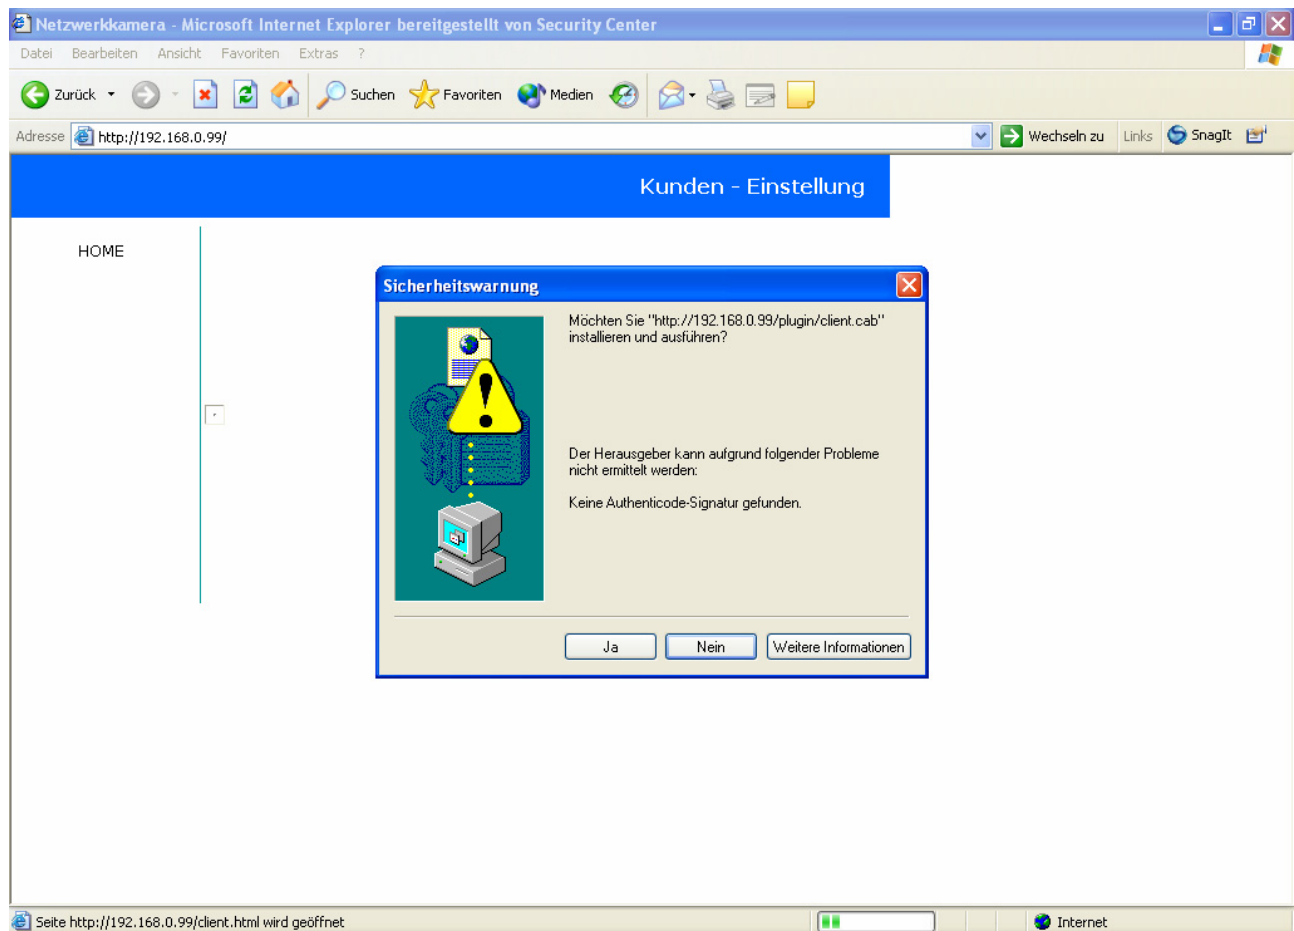 Netzwerkkamera - Microsoft Internet Explorer bereitgestellt von Security Center
Datei Bearbeiten Ansicht Favoriten Extras ?
Zurück Suchen Favoriten Medien
Adresse http://192.168.0.99/ Wechseln zu Links SnagIt
Kunden - Einstellung
HOME
Sicherheitswarnung
Möchten Sie "http://192.168.0.99/plugin/client.cab"
installieren und ausführen?
Der Herausgeber kann aufgrund folgender Probleme
nicht ermittelt werden:
Keine Authenticode-Signatur gefunden.
Ja Nein Weitere Informationen
Seite http://192.168.0.99/client.html wird geöffnet Internet